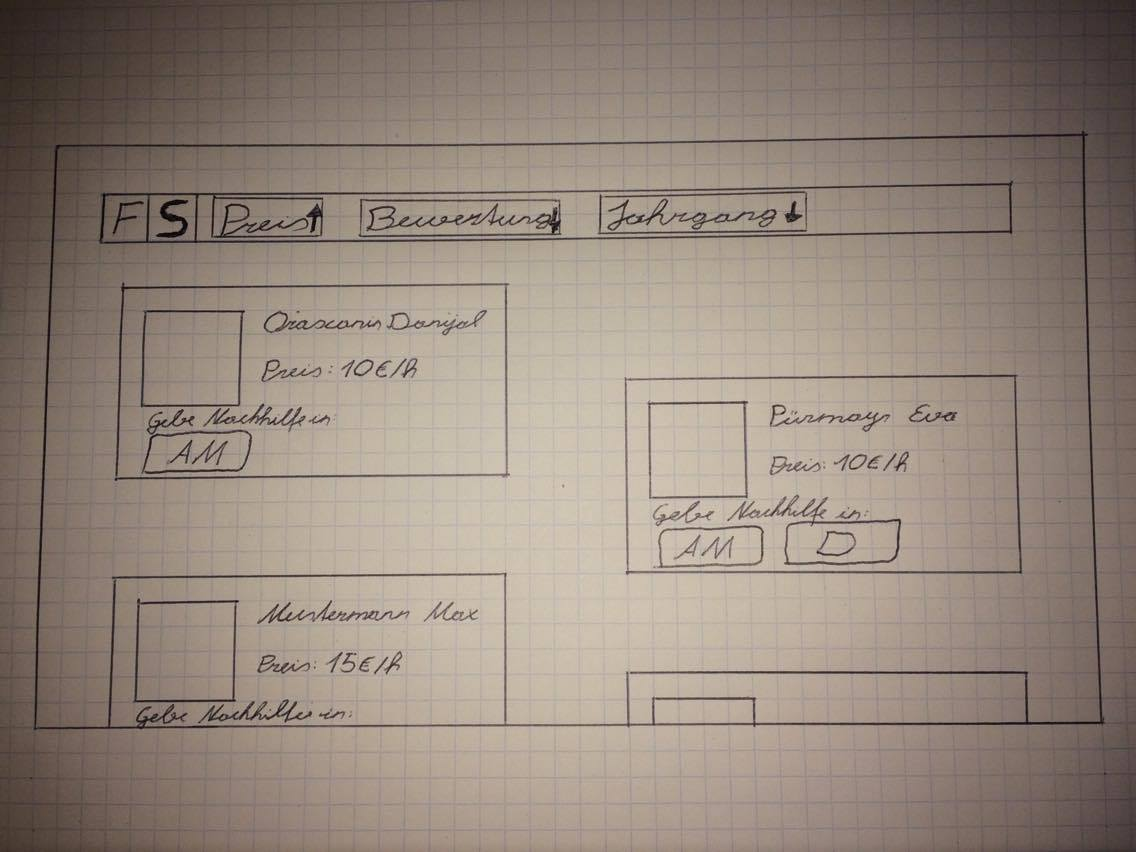 F S Preis↑ Bewertung↓ Jahrgang↓
Danijal
Preis: 10€/h
Gebe Nachhilfe in:
AM
Pürmayr Eva
Preis: 10€/h
Gebe Nachhilfe in:
AM D
Mustermann Max
Preis: 15€/h
Gebe Nachhilfe in: